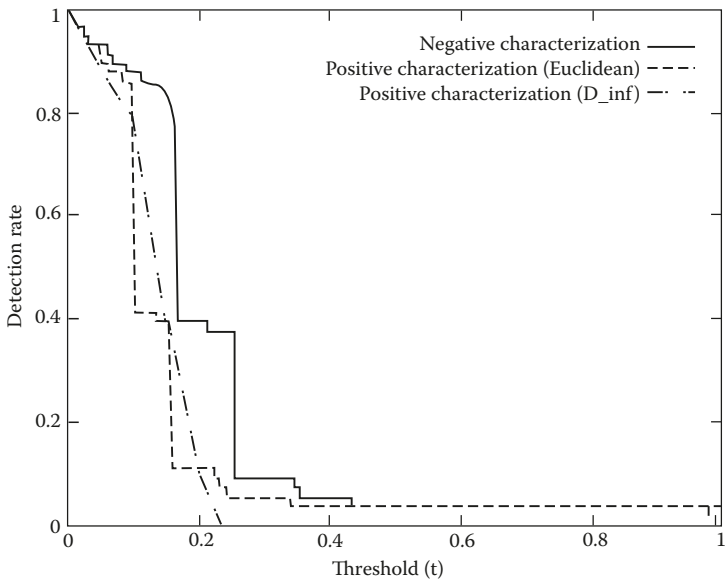 1
Negative characterization
Positive characterization (Euclidean)
Positive characterization (D_inf)
0.8
0.6
Detection rate
0.4
0.2
0
0 0.2 0.4 0.6 0.8 1
Threshold (t)